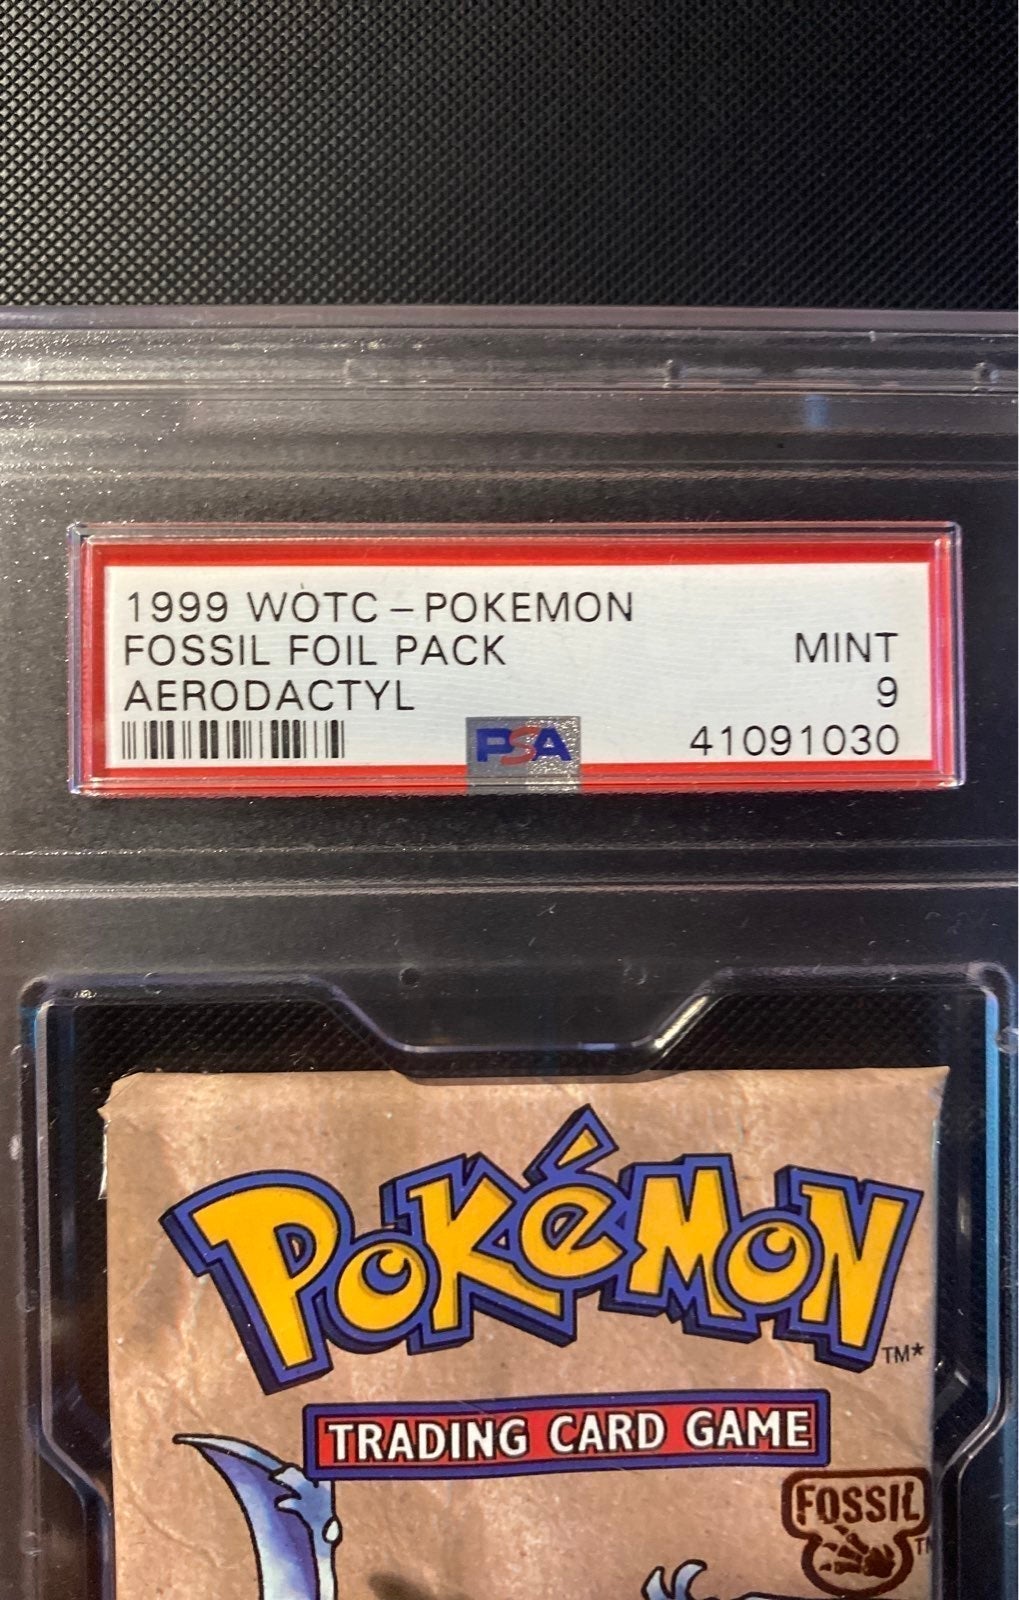 1999 WOTC – POKEMON
FOSSIL FOIL PACK MINT
AERODACTYL 9
PSA 41091030
POKéMON
TM*
TRADING CARD GAME
FOSSIL